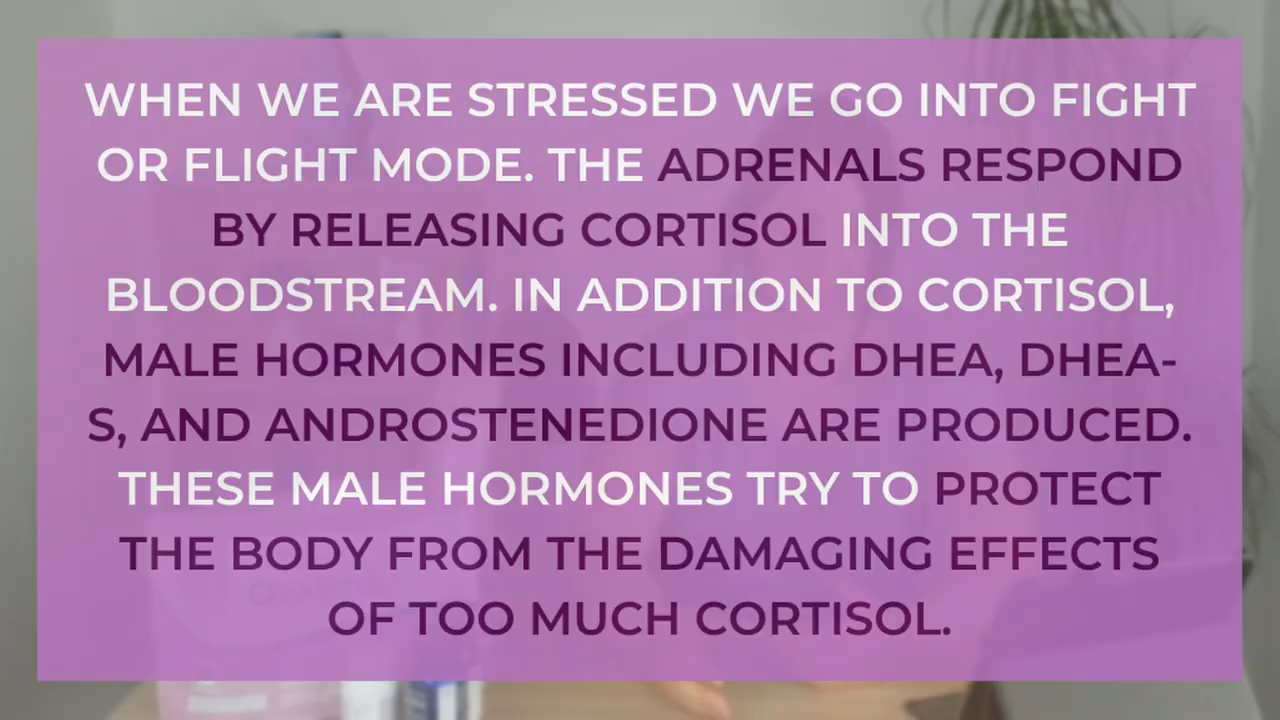 WHEN WE ARE STRESSED WE GO INTO FIGHT
OR FLIGHT MODE. THE ADRENALS RESPOND
BY RELEASING CORTISOL INTO THE
BLOODSTREAM. IN ADDITION TO CORTISOL,
MALE HORMONES INCLUDING DHEA, DHEA-
S, AND ANDROSTENEDIONE ARE PRODUCED.
THESE MALE HORMONES TRY TO PROTECT
THE BODY FROM THE DAMAGING EFFECTS
OF TOO MUCH CORTISOL.